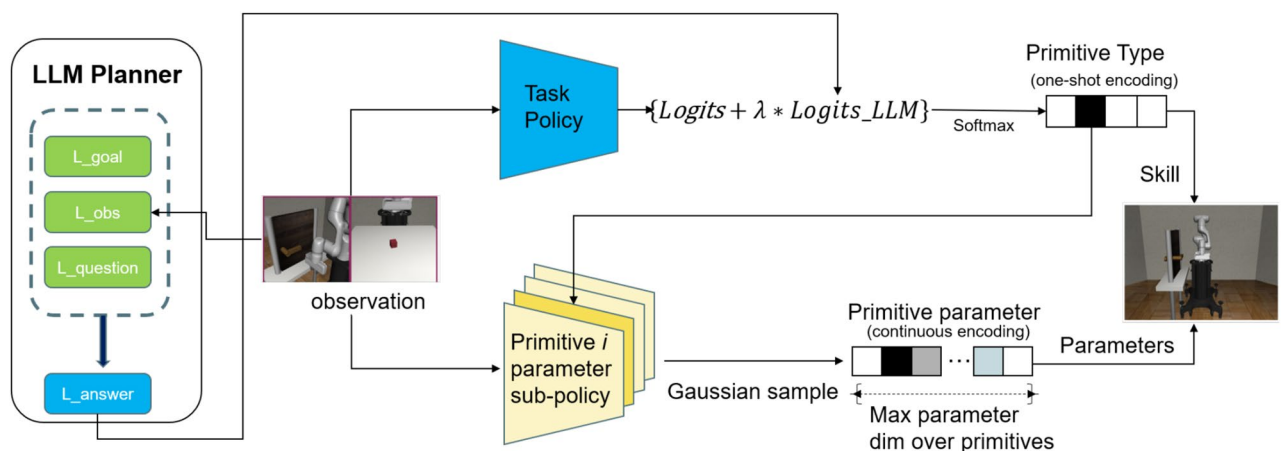 LLM Planner
L_goal
L_obs
L_question
L_answer
observation
Task
Policy
{Logits + λ * Logits_LLM}
Softmax
Primitive Type
(one-shot encoding)
Skill
Primitive i
parameter
sub-policy
Gaussian sample
Primitive parameter
(continuous encoding)
...
Max parameter
dim over primitives
Parameters